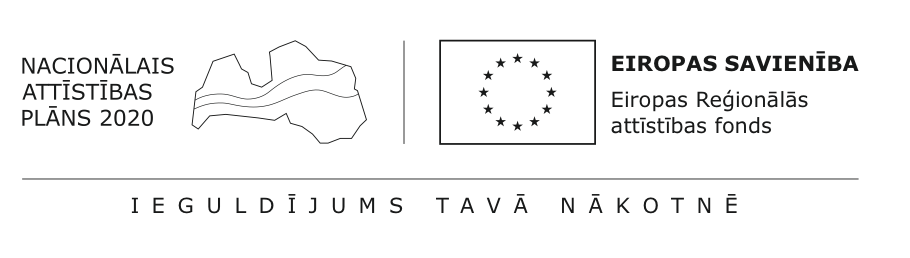 NACIONĀLAIS
ATTĪSTĪBAS
PLĀNS 2020
EIROPAS SAVIENĪBA
Eiropas Reģionālās
attīstības fonds
IEGULDĪJUMS TAVĀ NĀKOTNĒ